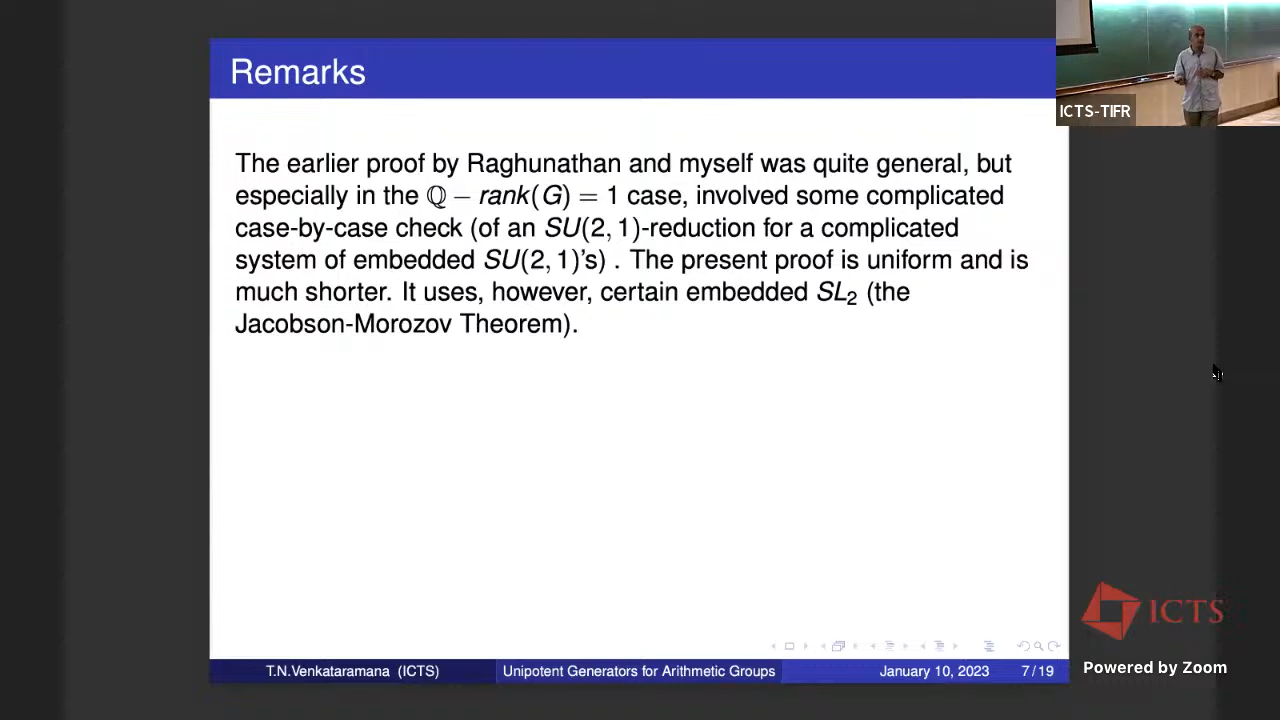 Remarks
ICTS-TIFR
The earlier proof by Raghunathan and myself was quite general, but
especially in the ℚ − rank(G) = 1 case, involved some complicated
case-by-case check (of an SU(2, 1)-reduction for a complicated
system of embedded SU(2, 1)'s) . The present proof is uniform and is
much shorter. It uses, however, certain embedded SL₂ (the
Jacobson-Morozov Theorem).
ICTS
Powered by Zoom
T.N.Venkataramana (ICTS) Unipotent Generators for Arithmetic Groups January 10, 2023 7 / 19